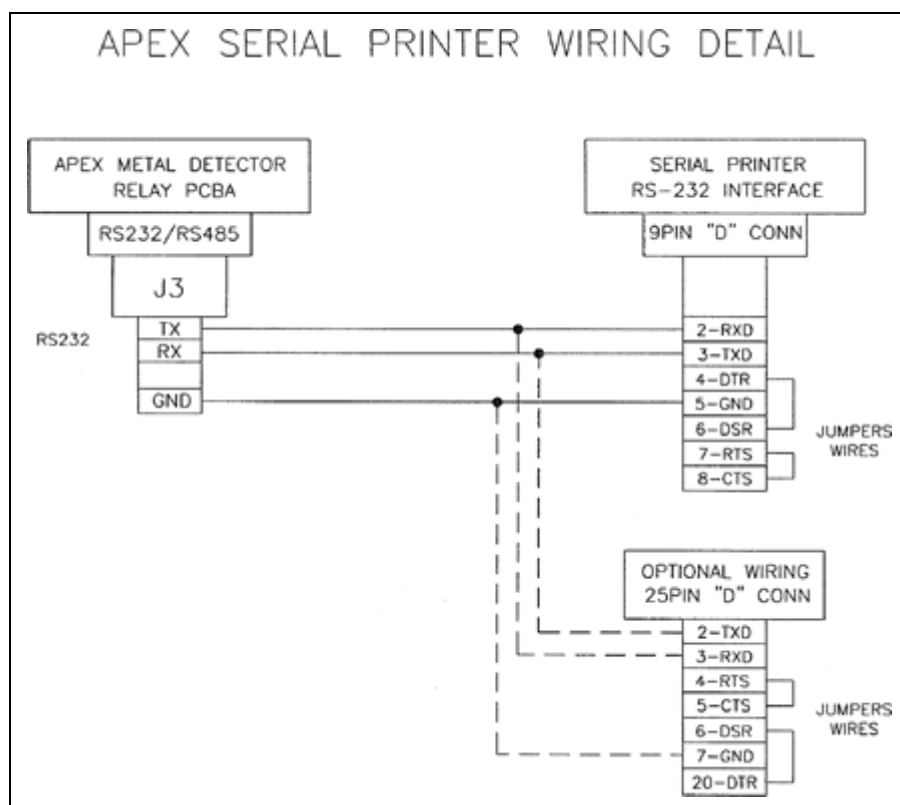 APEX SERIAL PRINTER WIRING DETAIL
APEX METAL DETECTOR
RELAY PCBA
RS232/RS485
J3
RS232
TX
RX
GND
SERIAL PRINTER
RS-232 INTERFACE
9PIN "D" CONN
2-RXD
3-TXD
4-DTR
5-GND
6-DSR
7-RTS
8-CTS
JUMPERS
WIRES
OPTIONAL WIRING
25PIN "D" CONN
2-TXD
3-RXD
4-RTS
5-CTS
6-DSR
7-GND
20-DTR
JUMPERS
WIRES